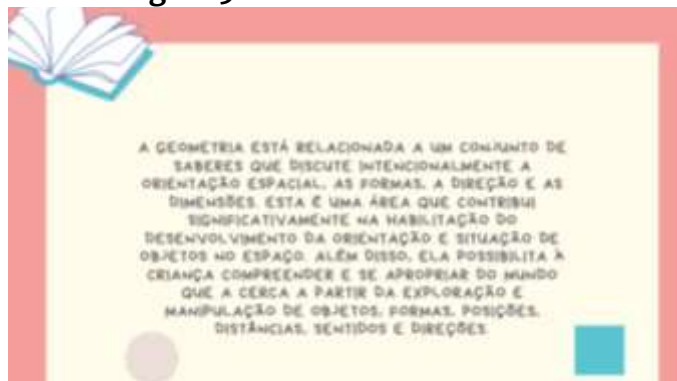 A GEOMETRIA ESTÁ RELACIONADA A UM CONJUNTO DE
SABERES QUE DISCUTE INTENCIONALMENTE A
ORIENTAÇÃO ESPACIAL, AS FORMAS, A DIREÇÃO E AS
DIMENSÕES. ESTA É UMA ÁREA QUE CONTRIBUI
SIGNIFICATIVAMENTE NA HABILITAÇÃO DO
DESENVOLVIMENTO DA ORIENTAÇÃO E SITUAÇÃO DE
OBJETOS NO ESPAÇO. ALÉM DISSO, ELA POSSIBILITA À
CRIANÇA COMPREENDER E SE APROPRIAR DO MUNDO
QUE A CERCA A PARTIR DA EXPLORAÇÃO E
MANIPULAÇÃO DE OBJETOS, FORMAS, POSIÇÕES,
DISTÂNCIAS, SENTIDOS E DIREÇÕES